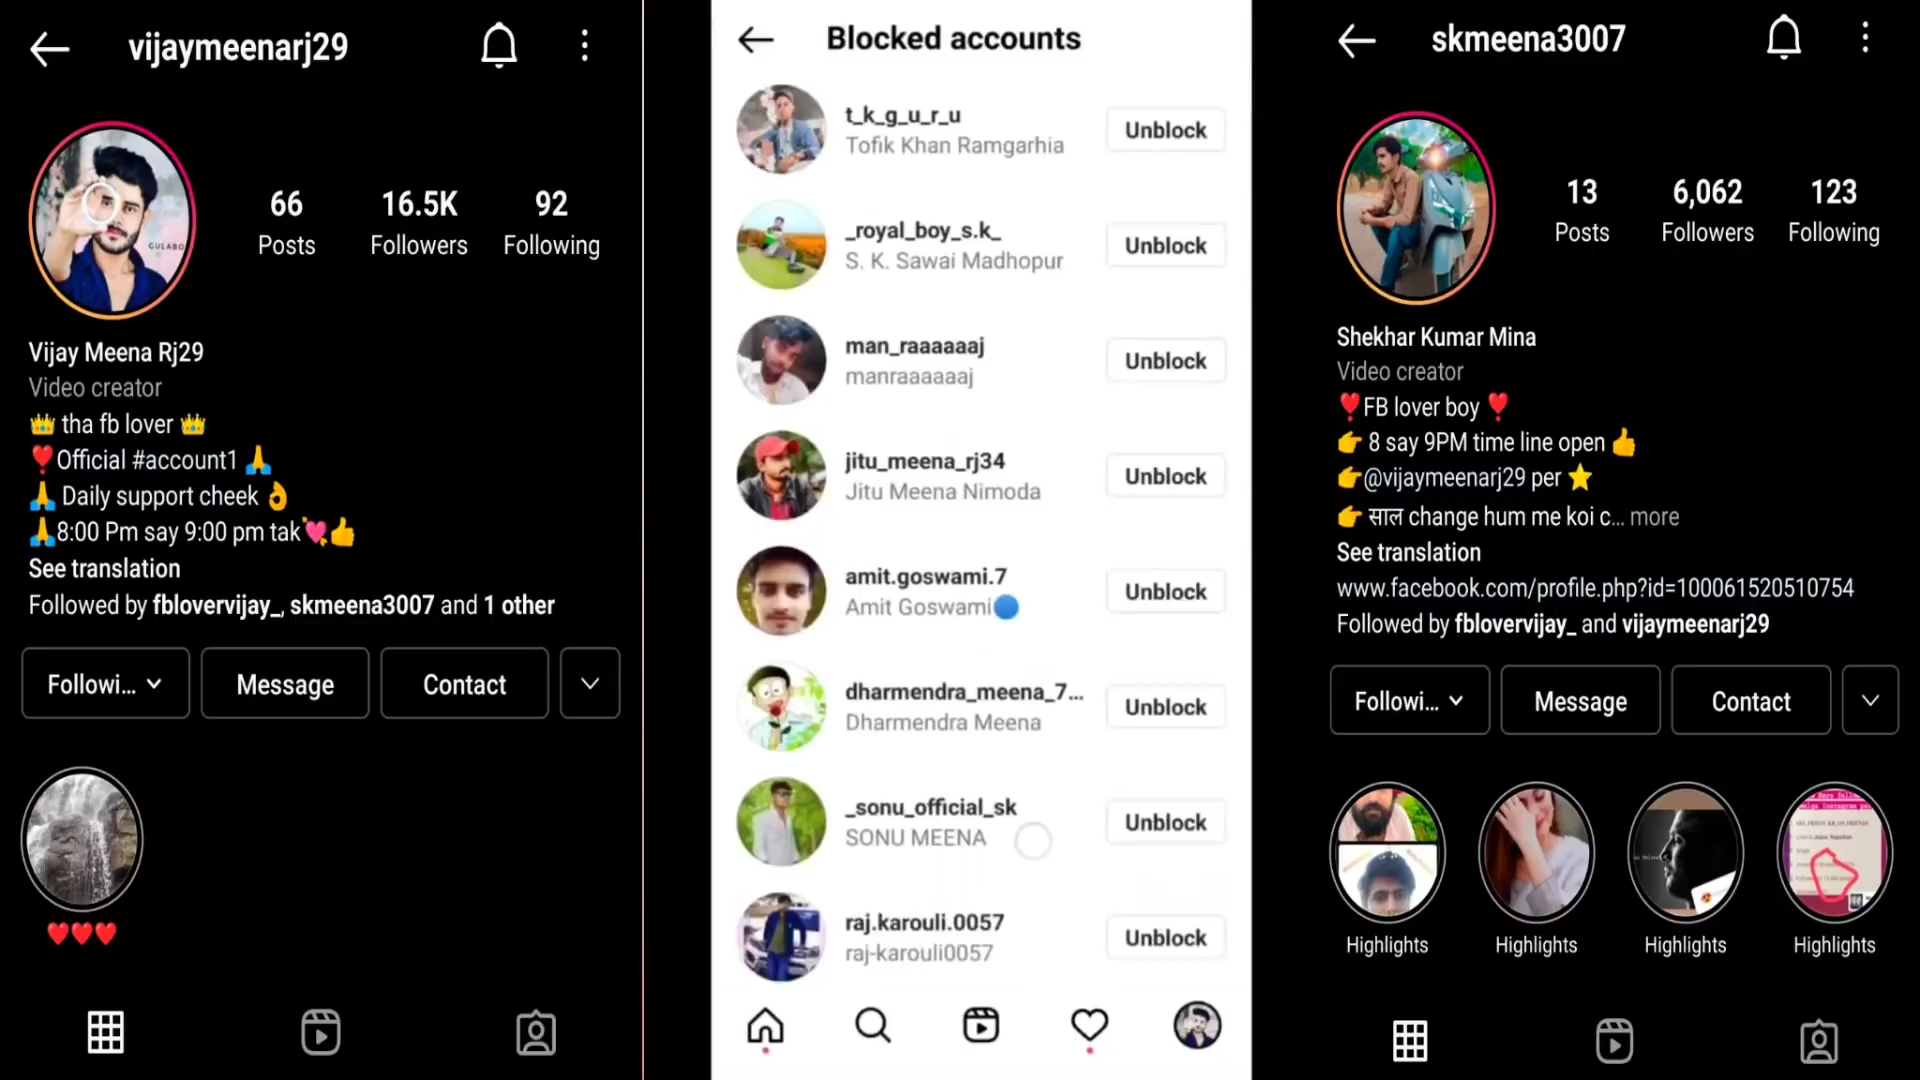 vijaymeenarj29
GULABO
66
Posts
16.5K
Followers
92
Following
Vijay Meena Rj29
Video creator
👑 tha fb lover 👑
❣️Official #account1 🙏
🙏 Daily support cheek 👌
🙏8:00 Pm say 9:00 pm tak💘👍
See translation
Followed by fblovervijay_, skmeena3007 and 1 other
Followi...
Message
Contact
❤️❤️❤️
Blocked accounts
t_k_g_u_r_u
Tofik Khan Ramgarhia
Unblock
_royal_boy_s.k_
S. K. Sawai Madhopur
Unblock
man_raaaaaaj
manraaaaaaj
Unblock
jitu_meena_rj34
Jitu Meena Nimoda
Unblock
amit.goswami.7
Amit Goswami🔵
Unblock
dharmendra_meena_7...
Dharmendra Meena
Unblock
_sonu_official_sk
SONU MEENA
Unblock
raj.karouli.0057
raj-karouli0057
Unblock
skmeena3007
13
Posts
6,062
Followers
123
Following
Shekhar Kumar Mina
Video creator
❣️FB lover boy ❣️
👉 8 say 9PM time line open 👍
👉@vijaymeenarj29 per ⭐
👉 साल change hum me koi c... more
See translation
www.facebook.com/profile.php?id=100061520510754
Followed by fblovervijay_ and vijaymeenarj29
Followi...
Message
Contact
Highlights
Highlights
Highlights
Highlights